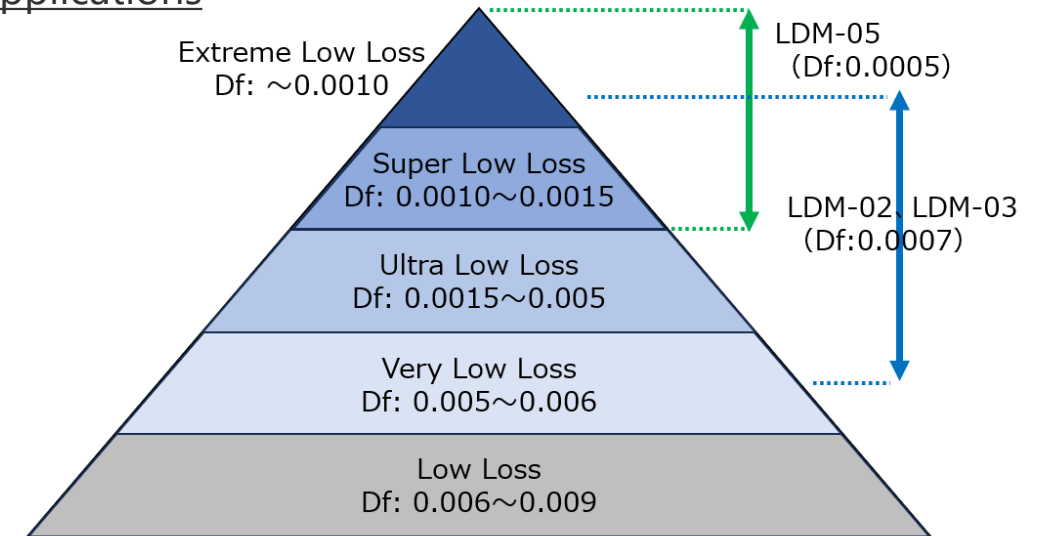 pplications
Extreme Low Loss
Df: ～0.0010
LDM-05
（Df:0.0005）
Super Low Loss
Df: 0.0010～0.0015
LDM-02、LDM-03
（Df:0.0007）
Ultra Low Loss
Df: 0.0015～0.005
Very Low Loss
Df: 0.005～0.006
Low Loss
Df: 0.006～0.009